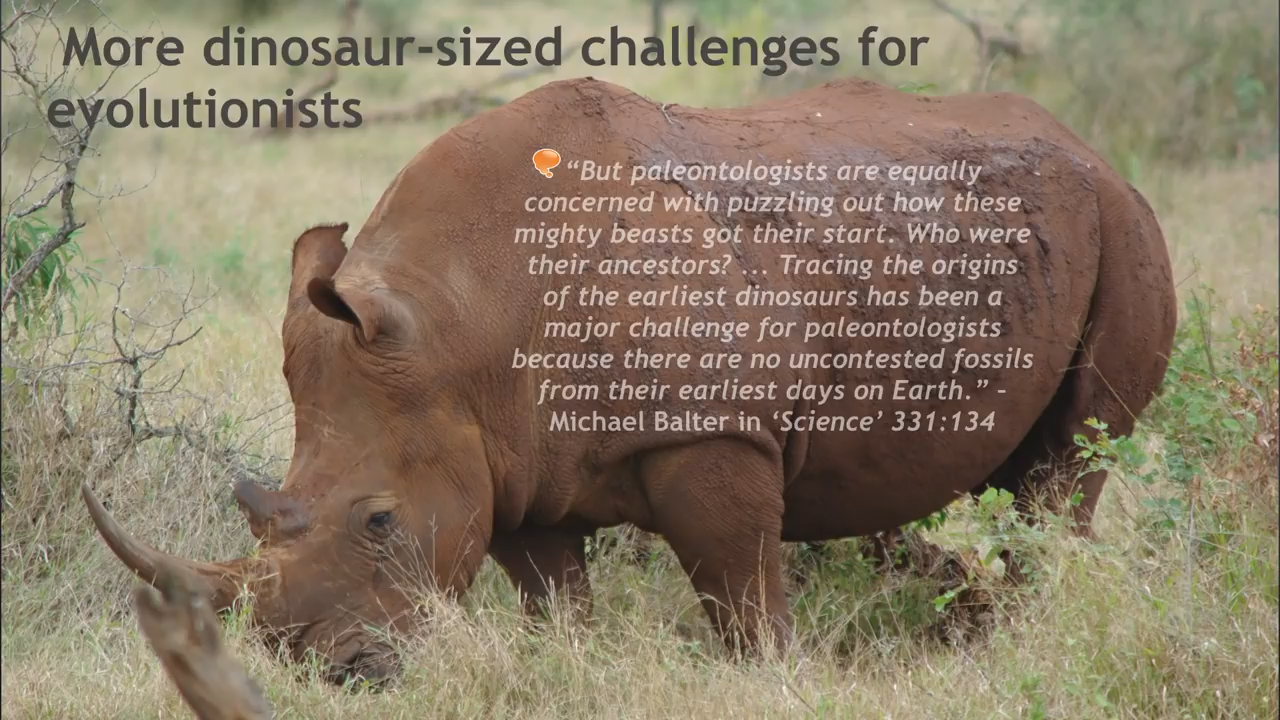 More dinosaur-sized challenges for
evolutionists
“But paleontologists are equally
concerned with puzzling out how these
mighty beasts got their start. Who were
their ancestors? ... Tracing the origins
of the earliest dinosaurs has been a
major challenge for paleontologists
because there are no uncontested fossils
from their earliest days on Earth.” –
Michael Balter in ‘Science’ 331:134